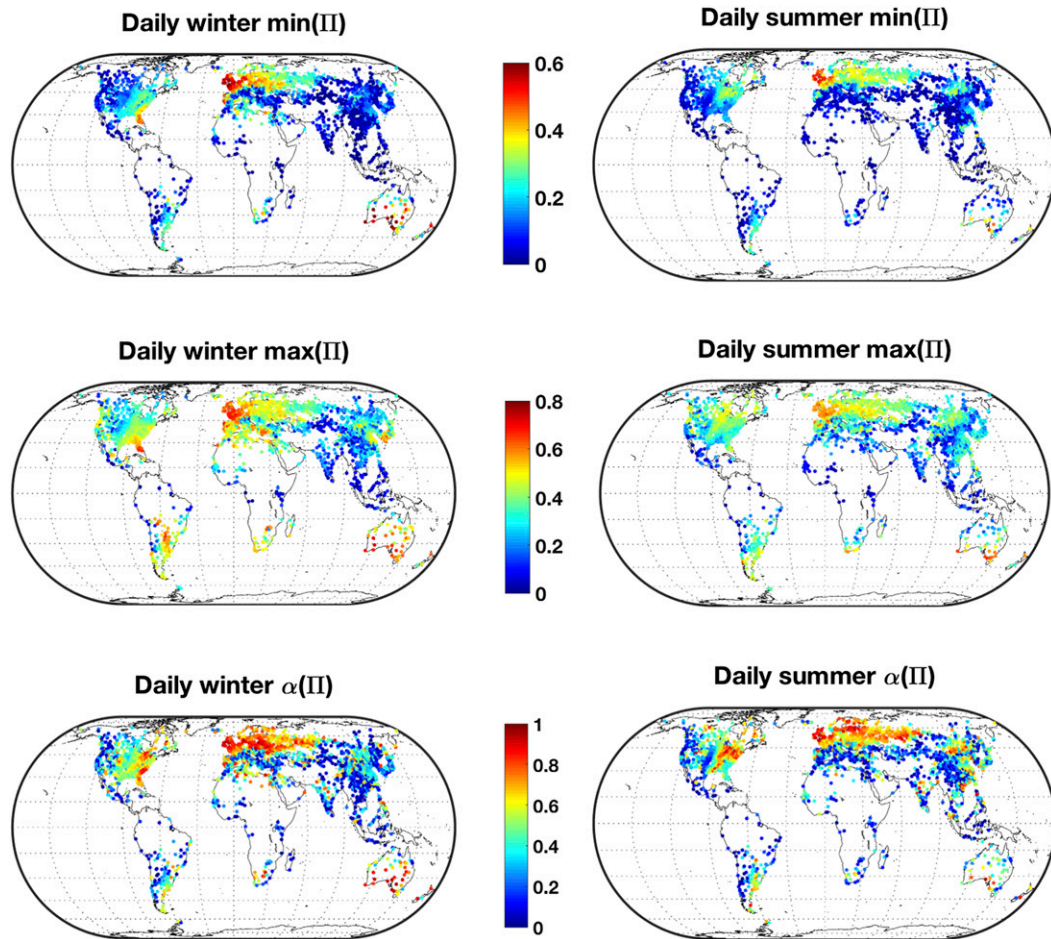 Daily winter min(Π)
Daily summer min(Π)
0.6
0.4
0.2
0
Daily winter max(Π)
Daily summer max(Π)
0.8
0.6
0.4
0.2
0
Daily winter α(Π)
Daily summer α(Π)
1
0.8
0.6
0.4
0.2
0